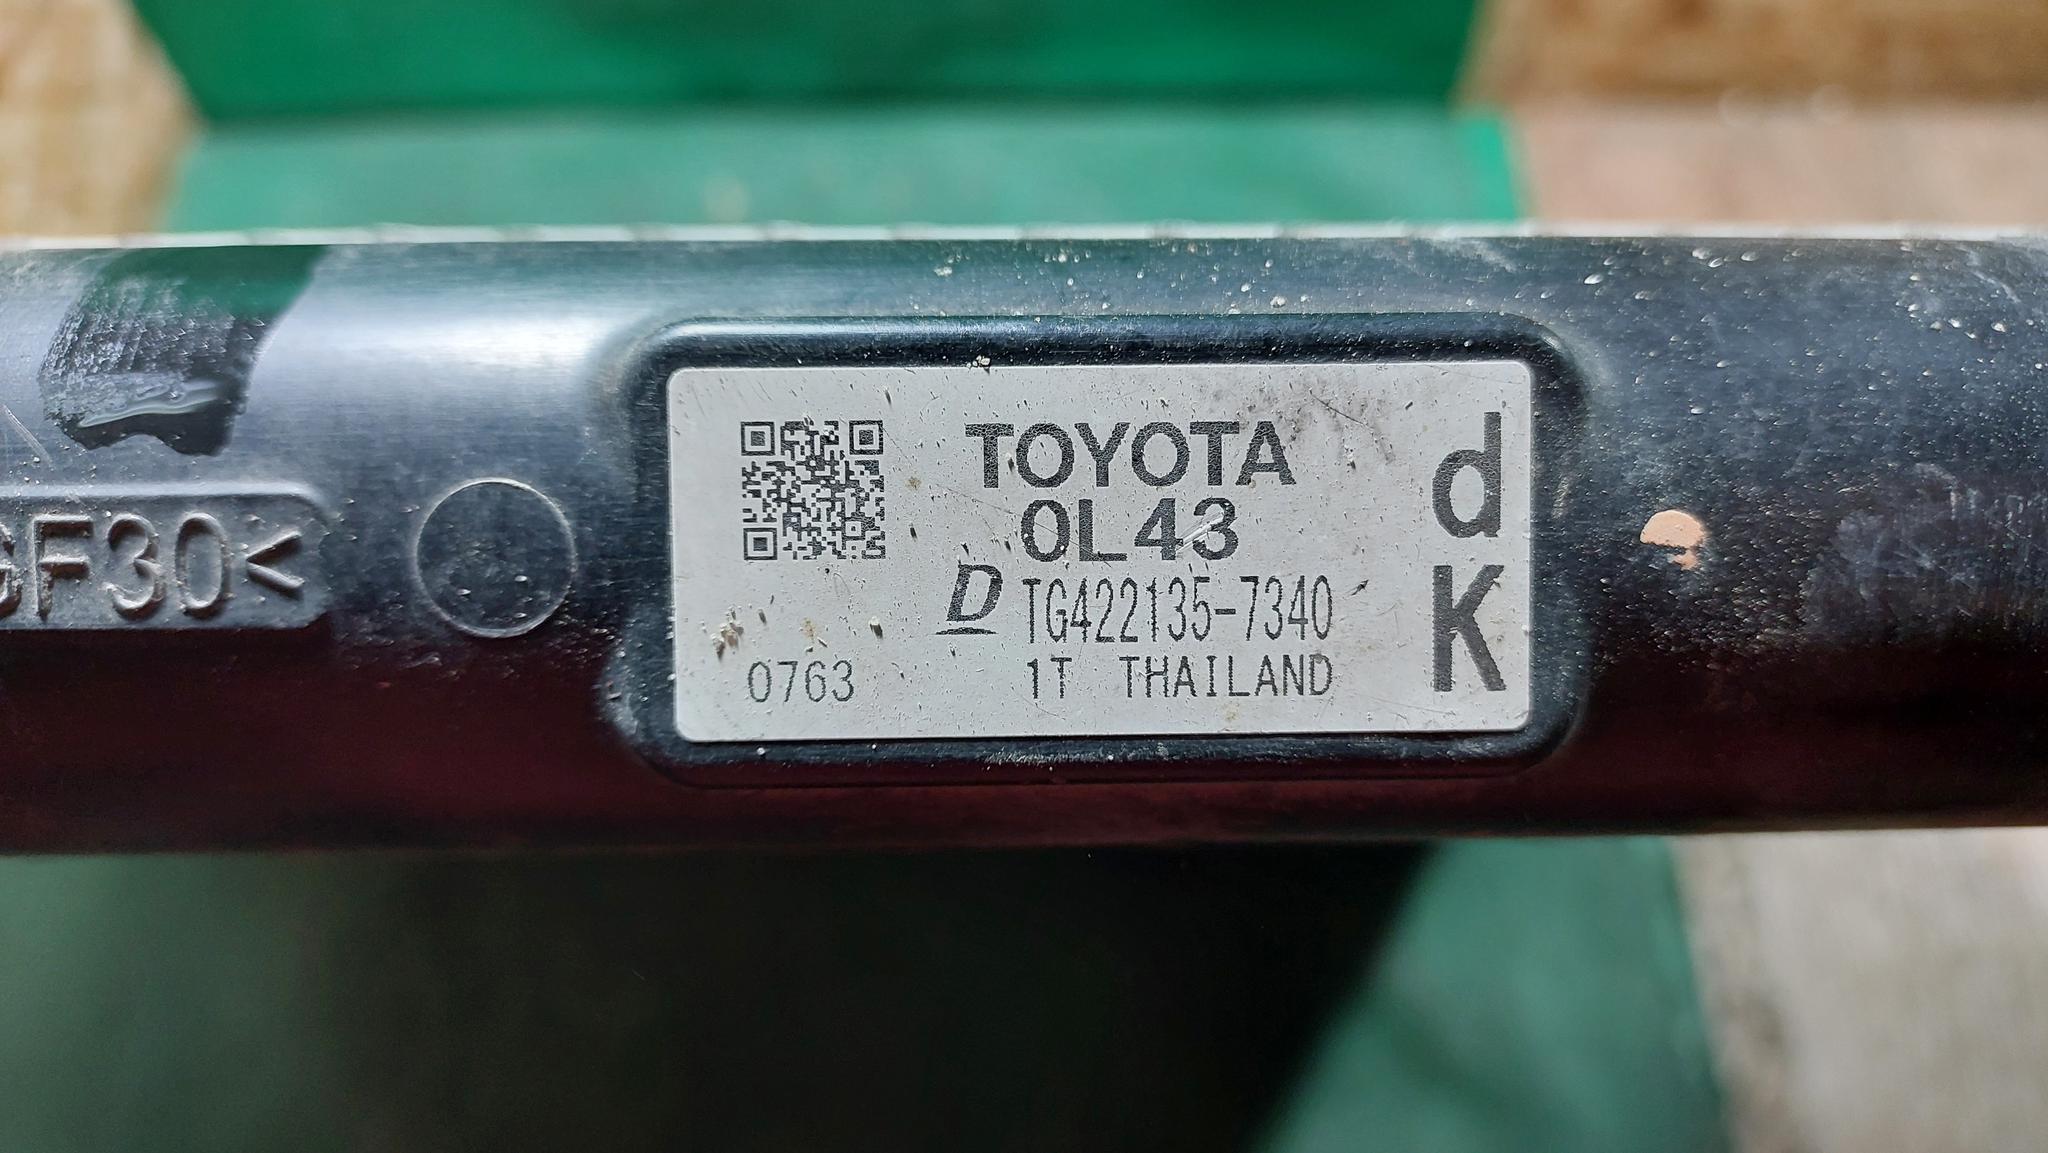 GF30<
TOYOTA
0L43
D TG422135-7340
0763
1T THAILAND
d
K